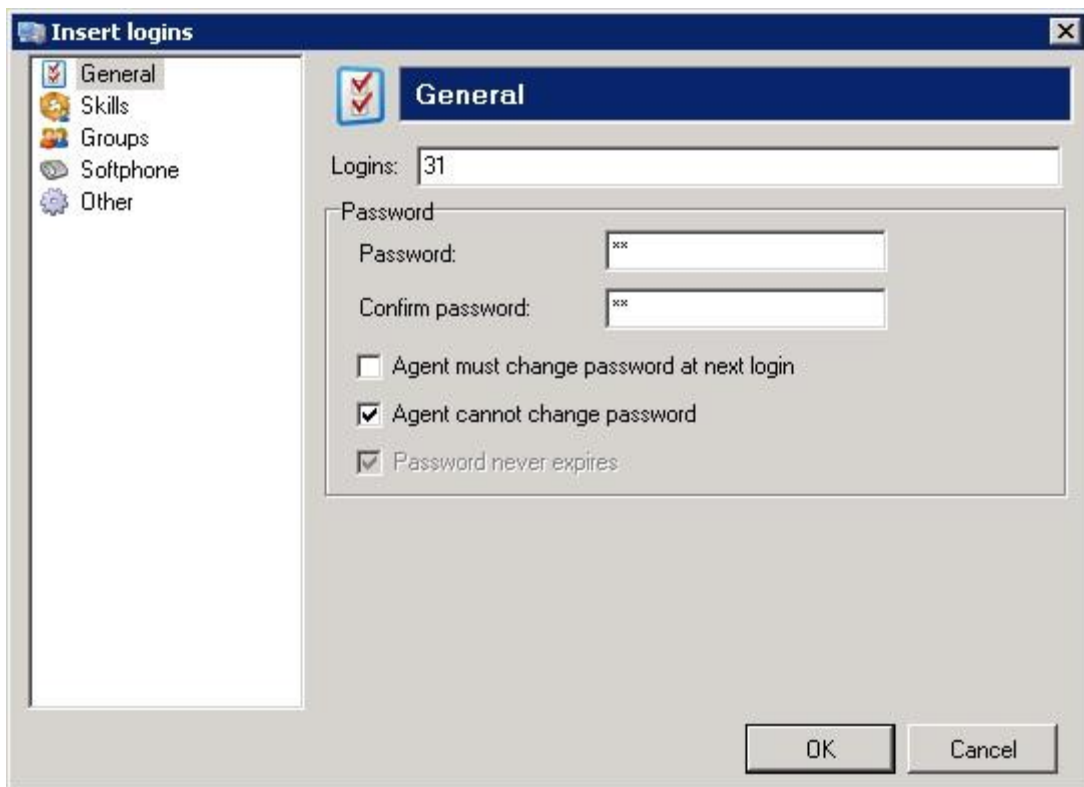 Insert logins
General
Skills
Groups
Softphone
Other
General
Logins: 31
Password
Password: **
Confirm password: **
Agent must change password at next login
Agent cannot change password
Password never expires
OK Cancel